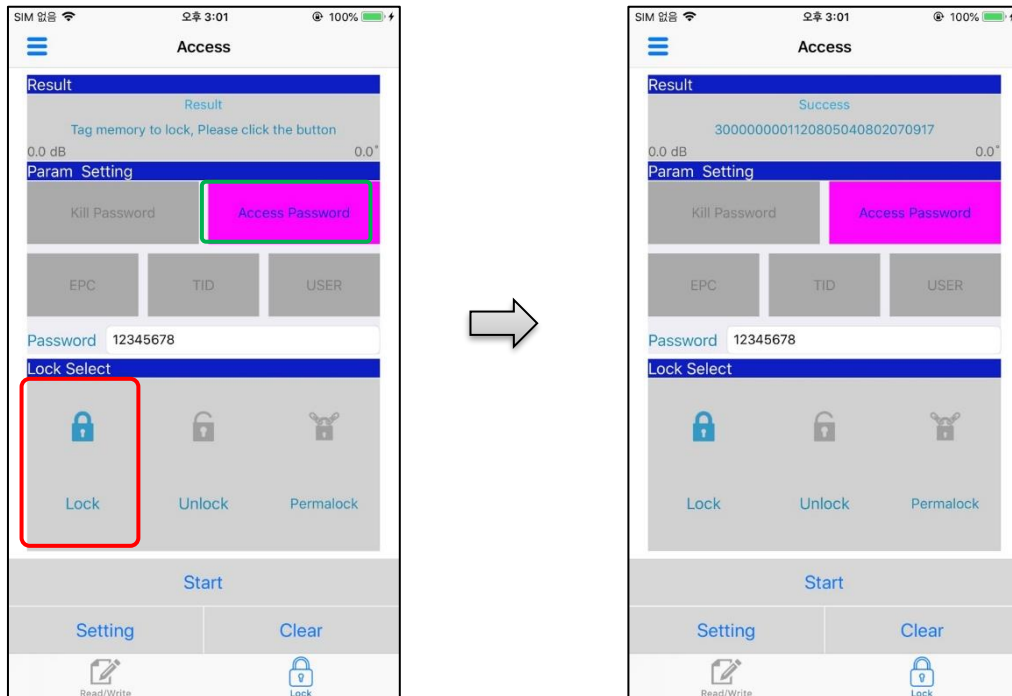 SIM 없음 오후 3:01 100%
Access
Result
Result
Tag memory to lock, Please click the button
0.0 dB 0.0˚
Param Setting
Kill Password Access Password
EPC TID USER
Password 12345678
Lock Select
Lock Unlock Permalock
Start
Setting Clear
Read/Write Lock
SIM 없음 오후 3:01 100%
Access
Result
Success
3000000001120805040802070917
0.0 dB 0.0˚
Param Setting
Kill Password Access Password
EPC TID USER
Password 12345678
Lock Select
Lock Unlock Permalock
Start
Setting Clear
Read/Write Lock